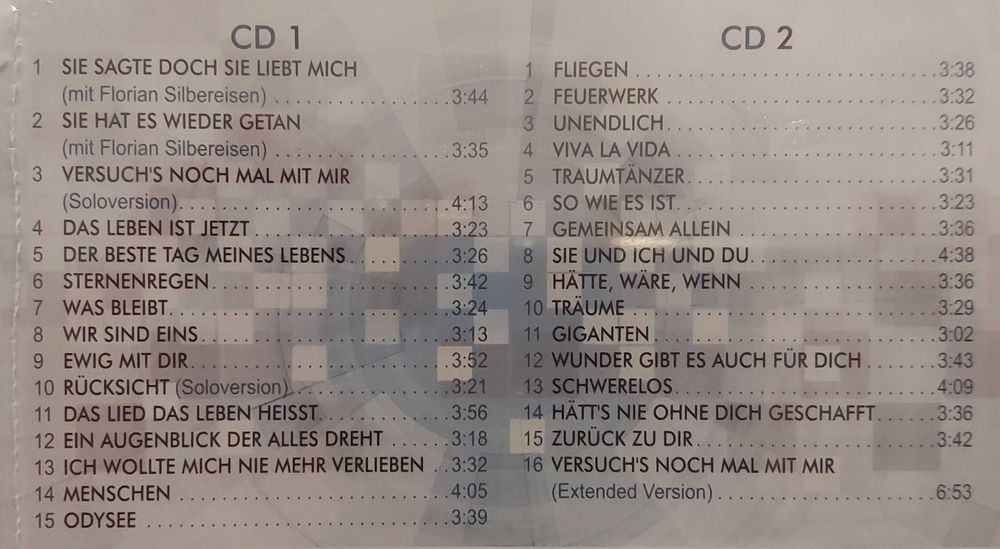 CD 1
1 SIE SAGTE DOCH SIE LIEBT MICH
(mit Florian Silbereisen) 3:44
2 SIE HAT ES WIEDER GETAN
(mit Florian Silbereisen) 3:35
3 VERSUCH'S NOCH MAL MIT MIR
(Soloversion) 4:13
4 DAS LEBEN IST JETZT 3:23
5 DER BESTE TAG MEINES LEBENS 3:26
6 STERNENREGEN 3:42
7 WAS BLEIBT 3:24
8 WIR SIND EINS 3:13
9 EWIG MIT DIR 3:52
10 RÜCKSICHT (Soloversion) 3:21
11 DAS LIED DAS LEBEN HEISST 3:56
12 EIN AUGENBLICK DER ALLES DREHT 3:18
13 ICH WOLLTE MICH NIE MEHR VERLIEBEN 3:32
14 MENSCHEN 4:05
15 ODYSEE 3:39
CD 2
1 FLIEGEN 3:38
2 FEUERWERK 3:32
3 UNENDLICH 3:26
4 VIVA LA VIDA 3:11
5 TRAUMTÄNZER 3:31
6 SO WIE ES IST 3:23
7 GEMEINSAM ALLEIN 3:36
8 SIE UND ICH UND DU 4:38
9 HÄTTE, WÄRE, WENN 3:36
10 TRÄUME 3:29
11 GIGANTEN 3:02
12 WUNDER GIBT ES AUCH FÜR DICH 3:43
13 SCHWERELOS 4:09
14 HÄTT'S NIE OHNE DICH GESCHAFFT 3:36
15 ZURÜCK ZU DIR 3:42
16 VERSUCH'S NOCH MAL MIT MIR
(Extended Version) 6:53